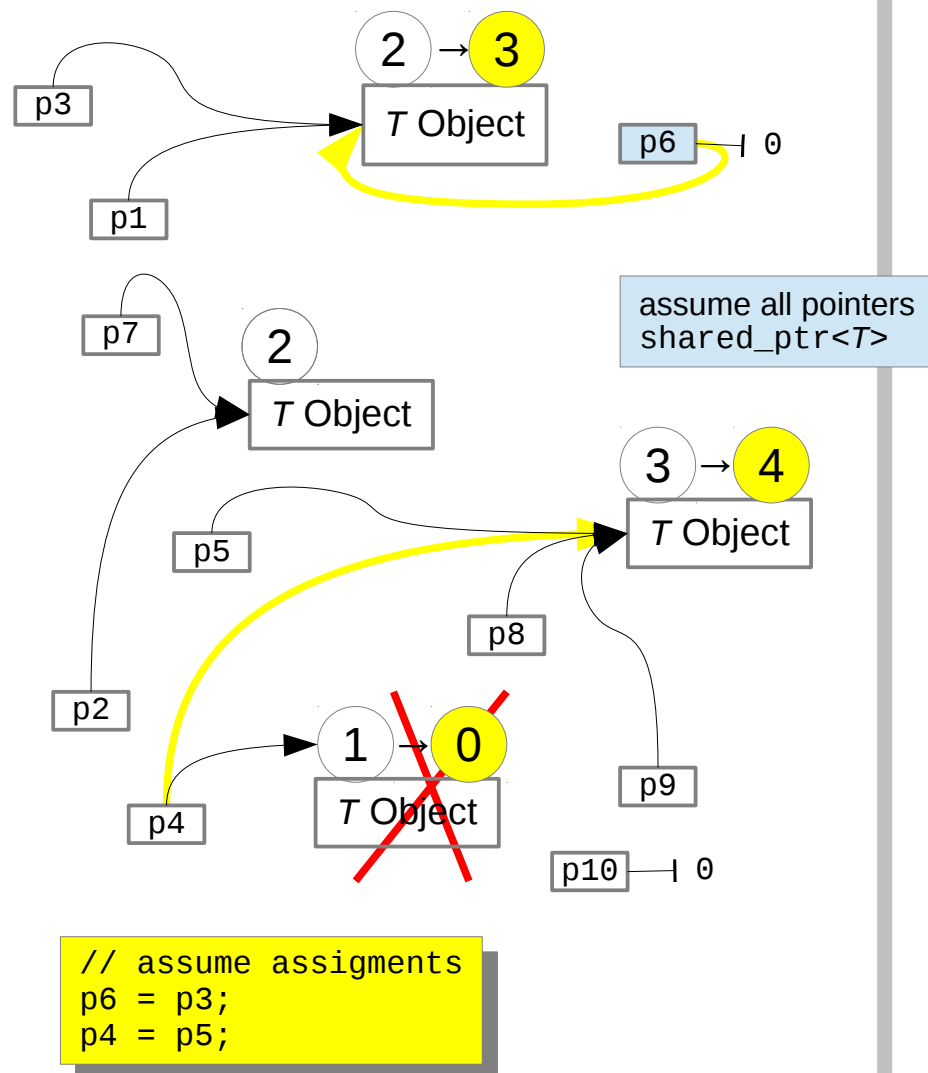 2 → 3
p3
T Object
p6
0
p1
p7
2
assume all pointers
shared_ptr<T>
T Object
3 → 4
p5
T Object
p8
p2
1 → 0
p9
p4
T Object
p10
0
// assume assigments
p6 = p3;
p4 = p5;